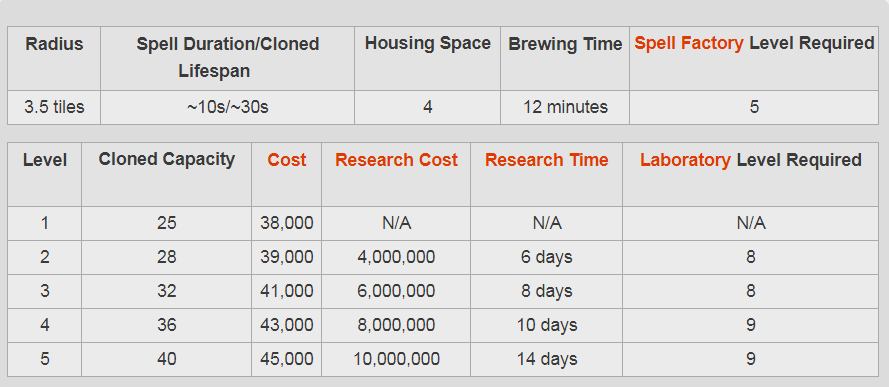 Radius Spell Duration/Cloned Lifespan Housing Space Brewing Time Spell Factory Level Required
3.5 tiles ~10s/~30s 4 12 minutes 5
Level Cloned Capacity Cost Research Cost Research Time Laboratory Level Required
1 25 38,000 N/A N/A N/A
2 28 39,000 4,000,000 6 days 8
3 32 41,000 6,000,000 8 days 8
4 36 43,000 8,000,000 10 days 9
5 40 45,000 10,000,000 14 days 9